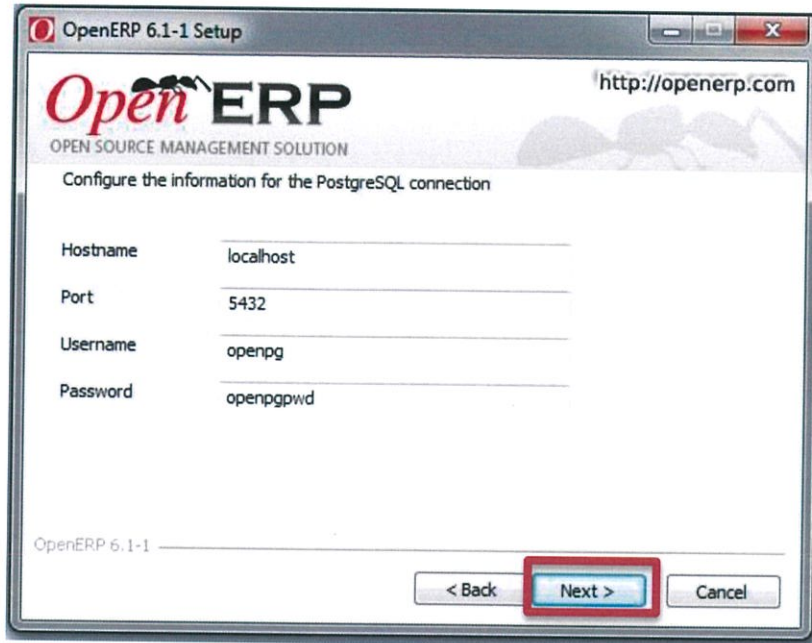 OpenERP 6.1-1 Setup
Open ERP
http://openerp.com
OPEN SOURCE MANAGEMENT SOLUTION
Configure the information for the PostgreSQL connection
Hostname localhost
Port 5432
Username openpg
Password openpgpwd
OpenERP 6.1-1
< Back Next > Cancel